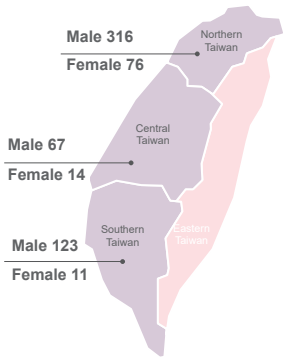 Male 316
Female 76
Northern
Taiwan
Male 67
Female 14
Central
Taiwan
Male 123
Female 11
Southern
Taiwan
Eastern
Taiwan